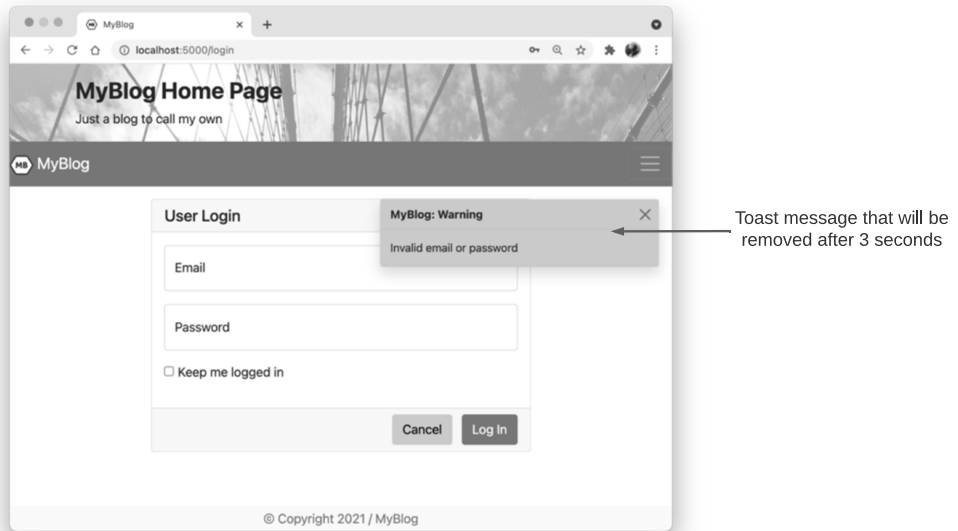 MyBlog
localhost:5000/login
MyBlog Home Page
Just a blog to call my own
MB MyBlog
User Login
MyBlog: Warning
Invalid email or password
Email
Password
Keep me logged in
Cancel Log In
© Copyright 2021 / MyBlog
Toast message that will be
removed after 3 seconds